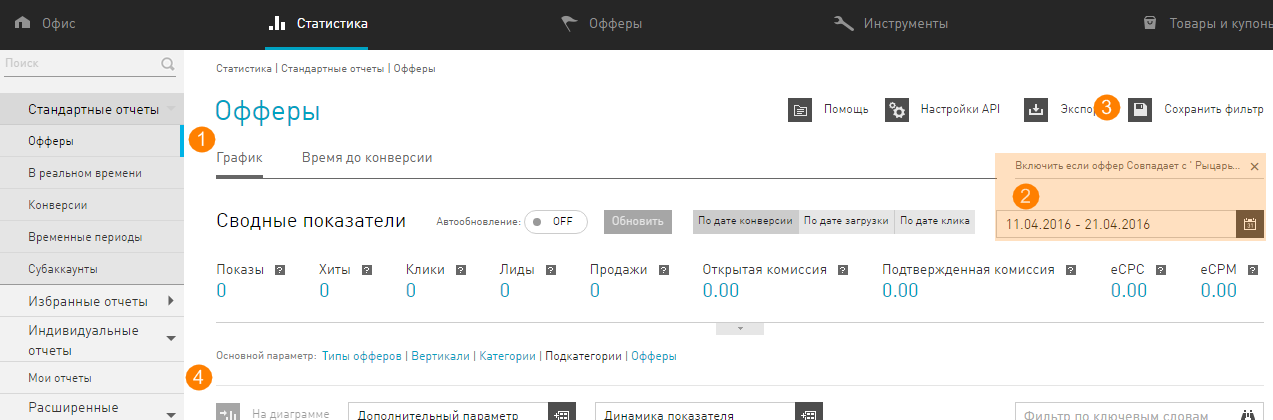 Офис
Статистика
Офферы
Инструменты
Товары и купоны
Поиск
Стандартные отчеты
Офферы
В реальном времени
Конверсии
Временные периоды
Субаккаунты
Избранные отчеты
Индивидуальные
отчеты
Мои отчеты
Расширенные
Статистика | Стандартные отчеты | Офферы
Офферы
Помощь
Настройки API
Экспо
3
Сохранить фильтр
1
График
Время до конверсии
Включить если оффер Совпадает с ' Рыцарь...
2
Сводные показатели
Автообновление:
OFF
Обновить
По дате конверсии
По дате загрузки
По дате клика
11.04.2016 - 21.04.2016
31
Показы ?
Хиты ?
Клики ?
Лиды ?
Продажи ?
Открытая комиссия ?
Подтвержденная комиссия ?
eCPC ?
eCPM ?
0
0
0
0
0
0.00
0.00
0.00
0.00
Основной параметр: Типы офферов | Вертикали | Категории | Подкатегории | Офферы
4
На диаграмме
Дополнительный параметр
Динамика показателя
Фильтр по ключевым словам